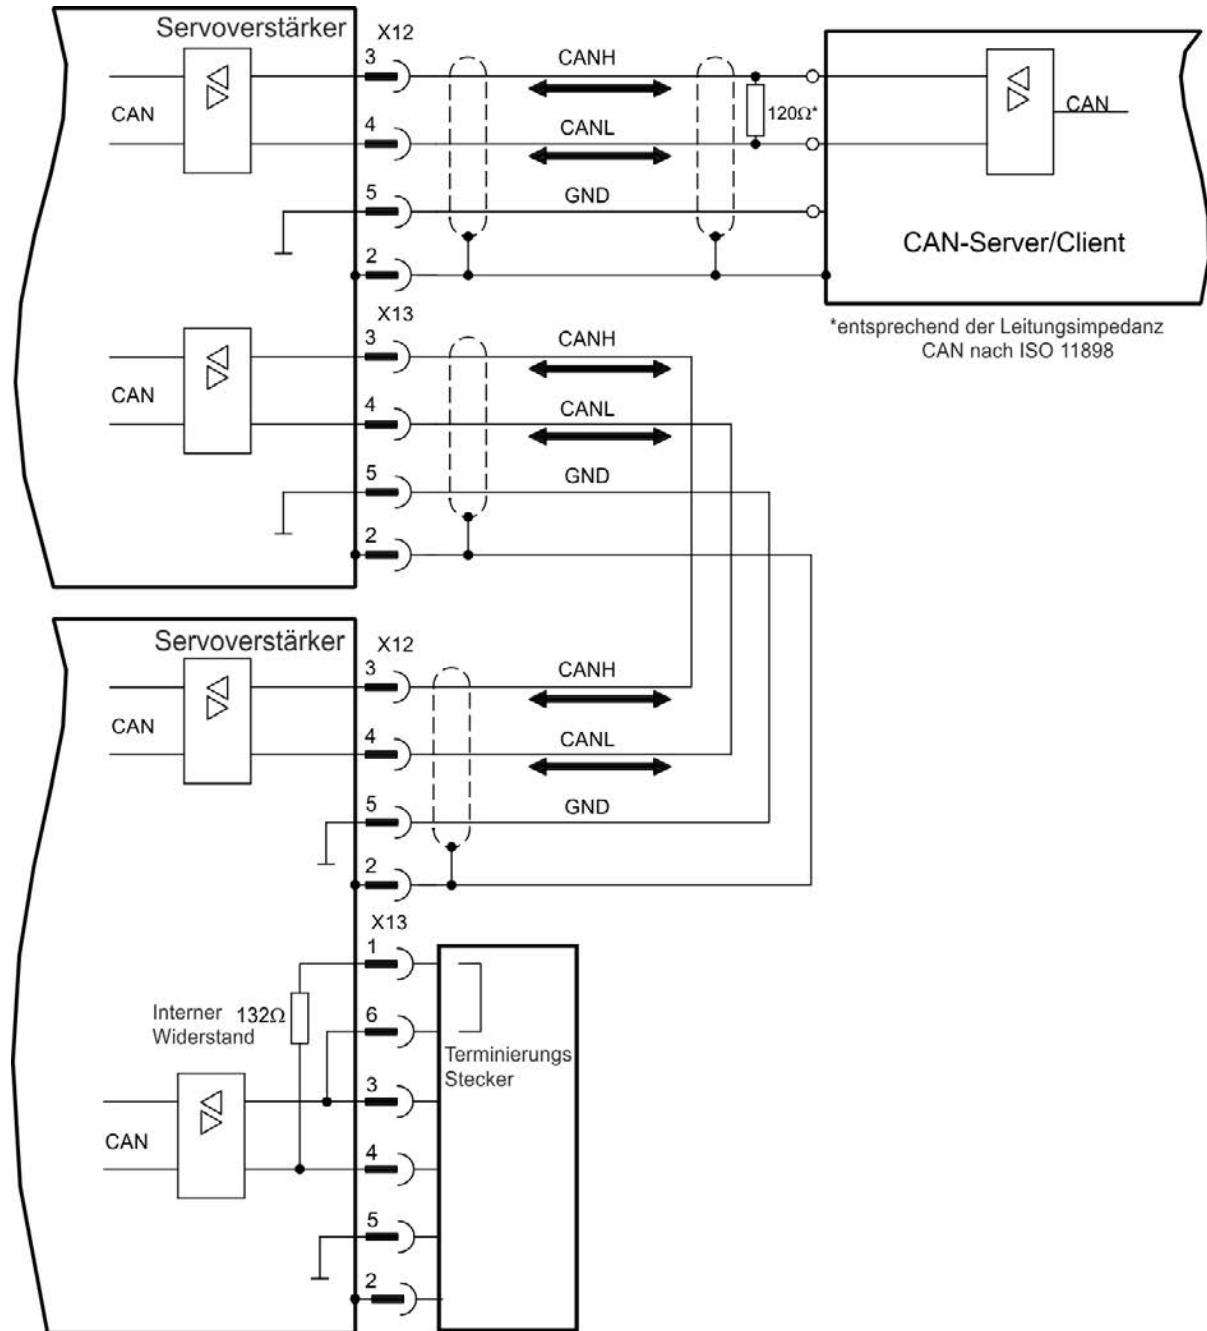 Servoverstärker
X12
3
CANH
CAN
120Ω*
CAN
4
CANL
5
GND
CAN-Server/Client
2
X13
*entsprechend der Leitungsimpedanz
CAN nach ISO 11898
3
CANH
CAN
4
CANL
5
GND
2
Servoverstärker
X12
3
CANH
CAN
4
CANL
5
GND
2
X13
1
Interner
Widerstand
132Ω
6
Terminierungs
Stecker
3
CAN
4
5
2